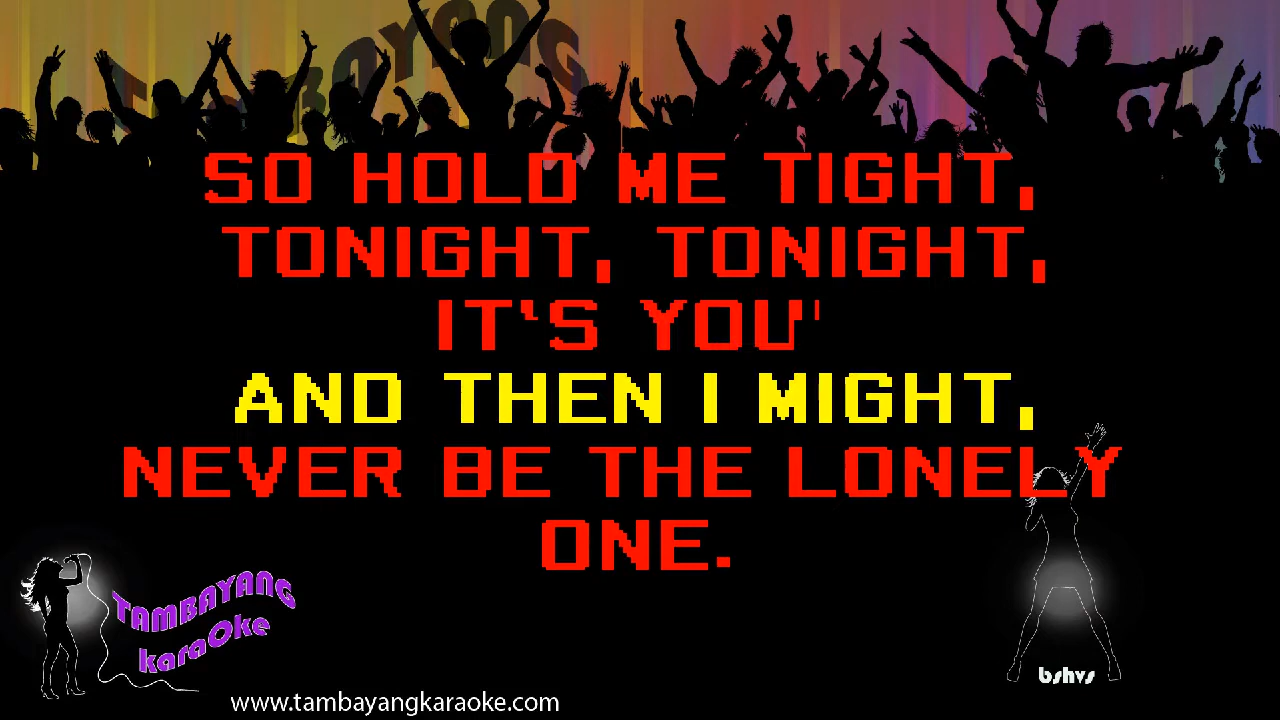 TAMBAYANG
SO HOLD ME TIGHT,
TONIGHT, TONIGHT,
IT'S YOU'
AND THEN I MIGHT,
NEVER BE THE LONELY
ONE.
TAMBAYANG
karaOke
bshvs
www.tambayangkaraoke.com